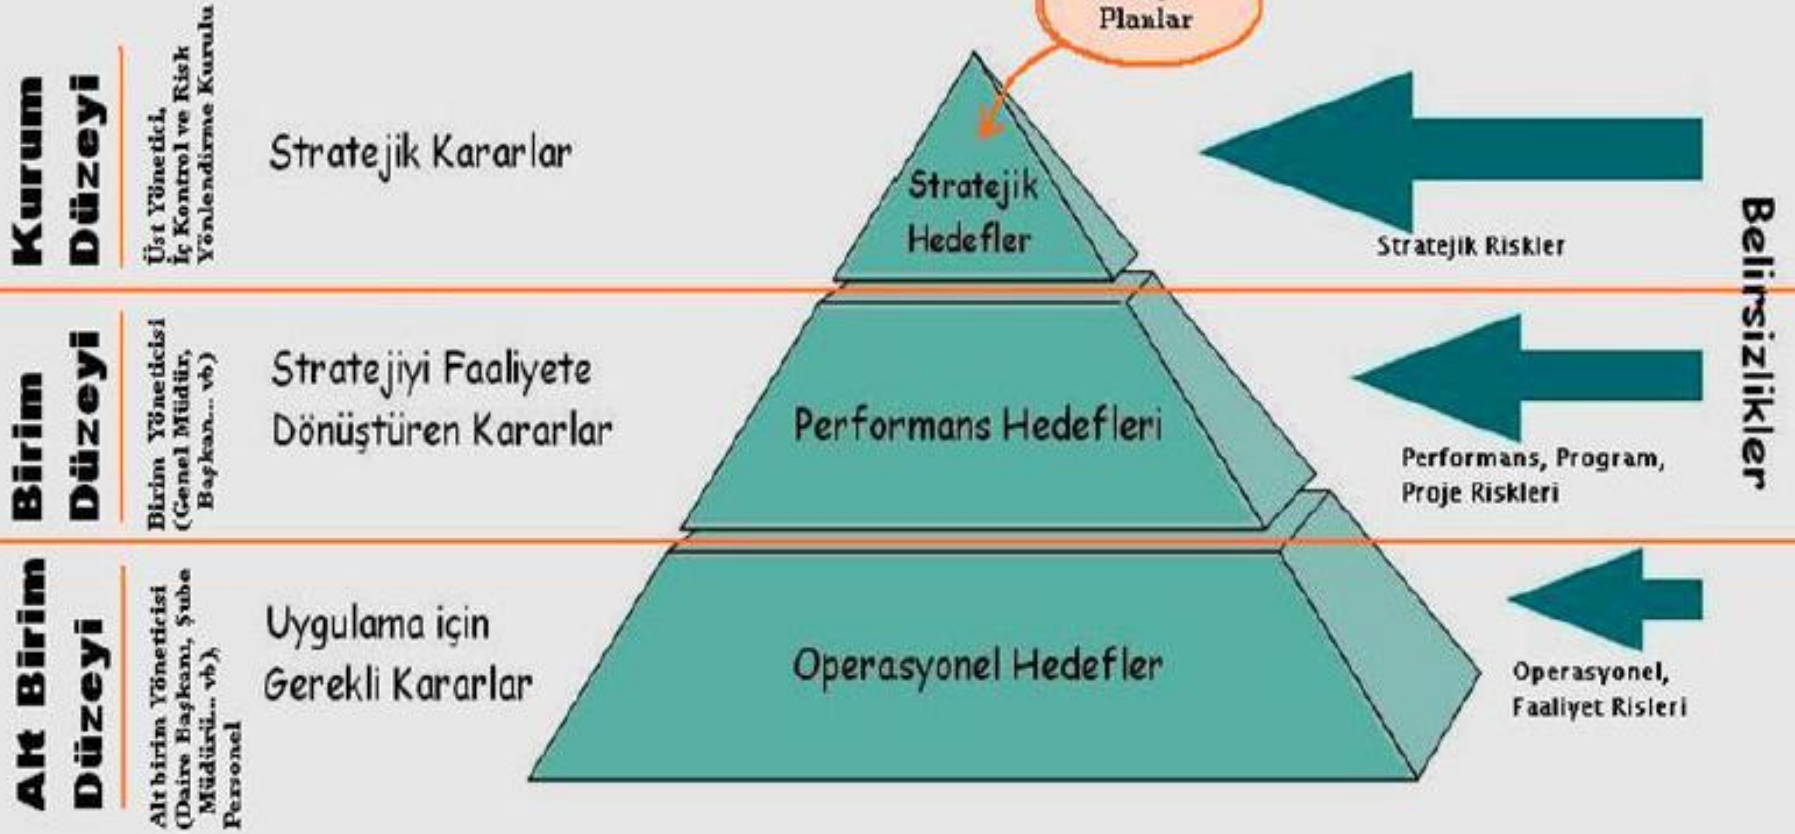 Planlar
Kurum
Düzeyi
Üst Yönetici,
İç Kontrol ve Risk
Yönlendirme Kurulu
Stratejik Kararlar
Stratejik
Hedefler
Stratejik Riskler
Belirsizlikler
Birim
Düzeyi
Birim Yöneticisi
(Genel Müdür,
Başkan... vb)
Stratejiyi Faaliyete
Dönüştüren Kararlar
Performans Hedefleri
Performans, Program,
Proje Riskleri
Alt Birim
Düzeyi
Alt birim Yöneticisi
(Daire Başkanı, Şube
Müdürü... vb),
Personel
Uygulama için
Gerekli Kararlar
Operasyonel Hedefler
Operasyonel,
Faaliyet Risleri